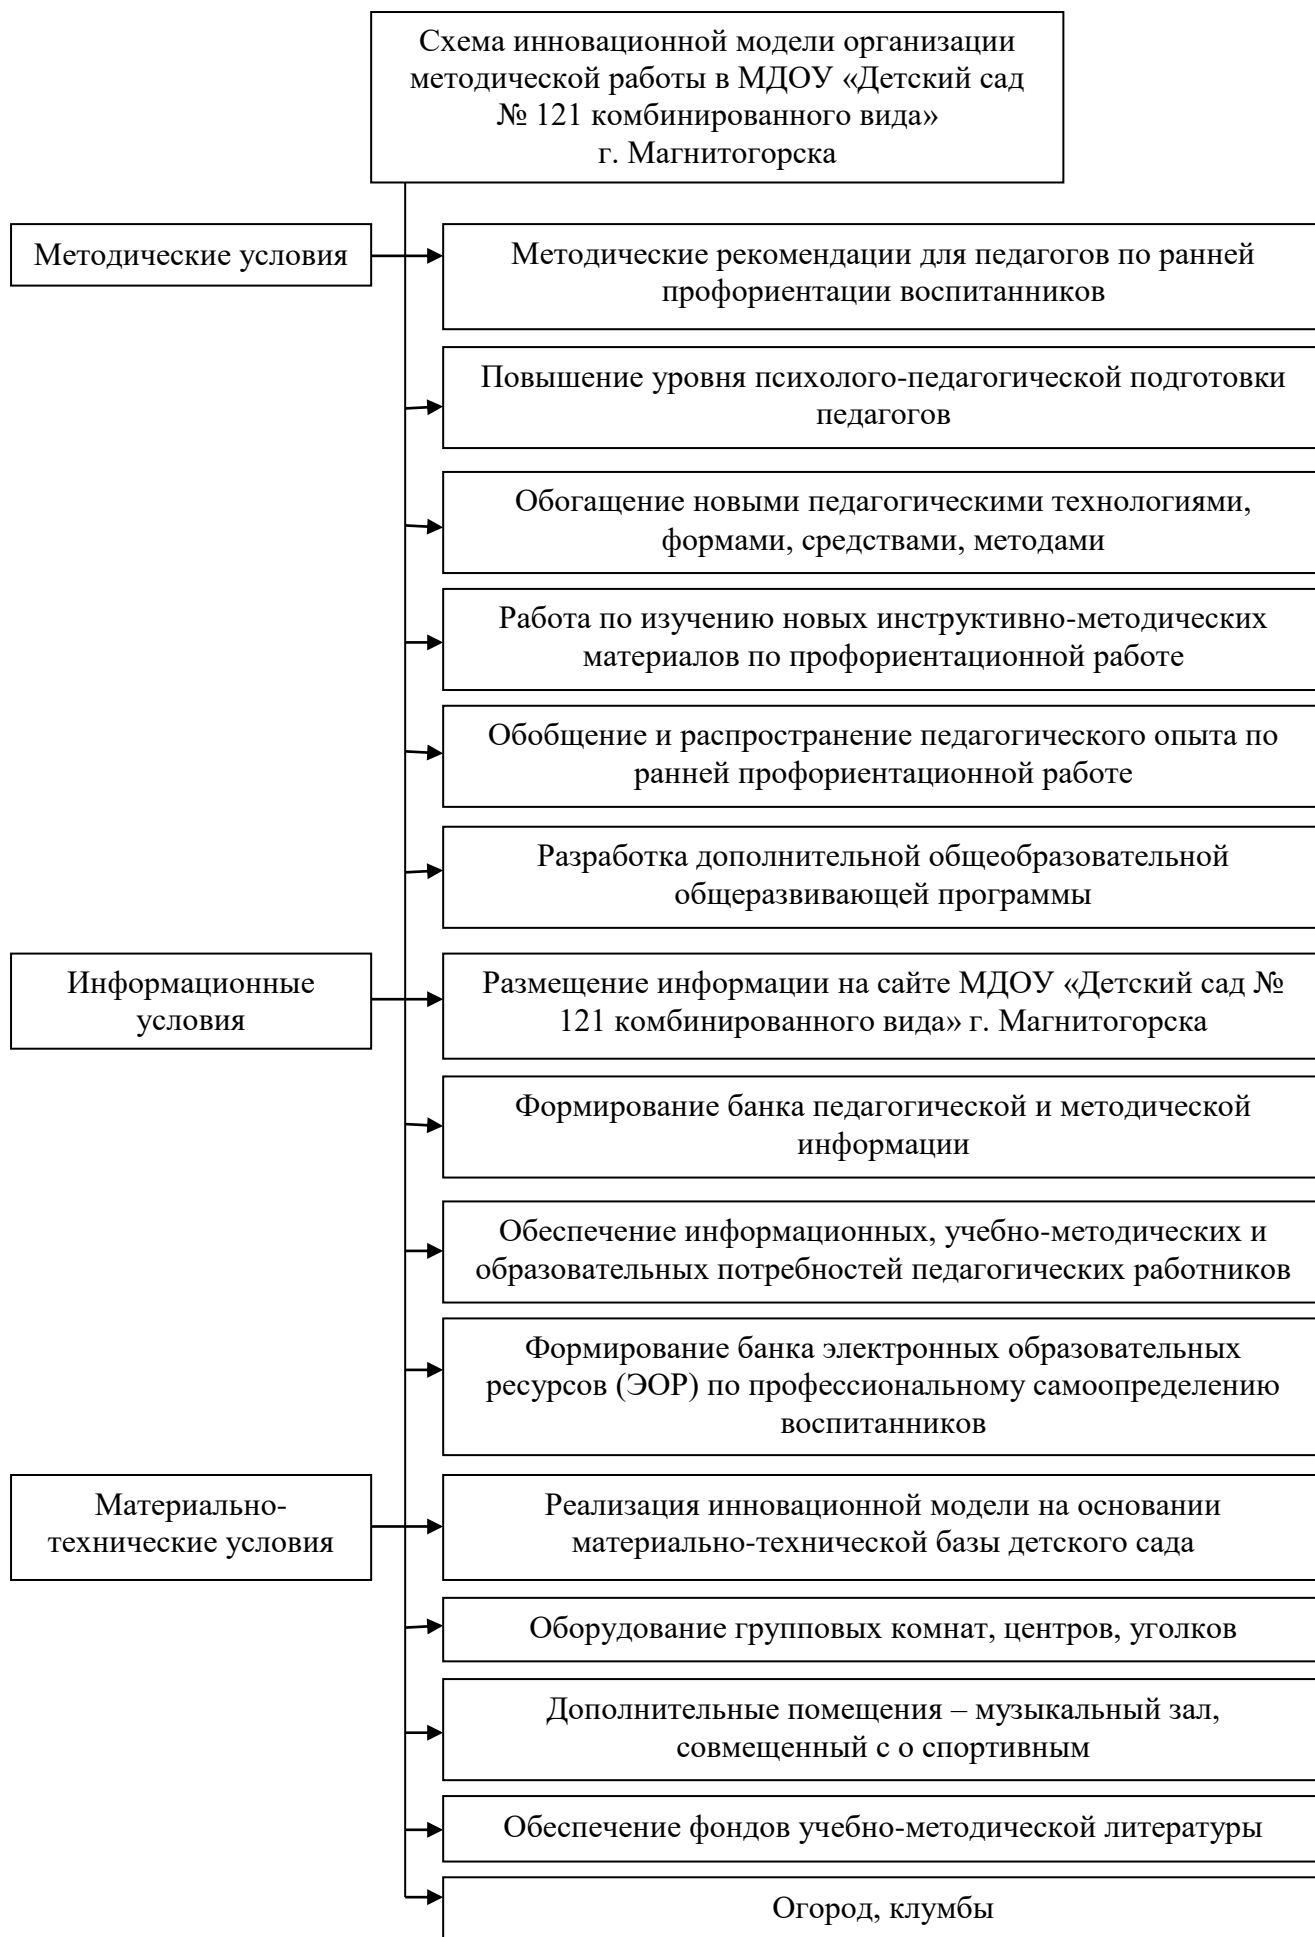 Схема инновационной модели организации
методической работы в МДОУ «Детский сад
№ 121 комбинированного вида»
г. Магнитогорска
Методические условия
Методические рекомендации для педагогов по ранней
профориентации воспитанников
Повышение уровня психолого-педагогической подготовки
педагогов
Обогащение новыми педагогическими технологиями,
формами, средствами, методами
Работа по изучению новых инструктивно-методических
материалов по профориентационной работе
Обобщение и распространение педагогического опыта по
ранней профориентационной работе
Разработка дополнительной общеобразовательной
общеразвивающей программы
Информационные
условия
Размещение информации на сайте МДОУ «Детский сад №
121 комбинированного вида» г. Магнитогорска
Формирование банка педагогической и методической
информации
Обеспечение информационных, учебно-методических и
образовательных потребностей педагогических работников
Формирование банка электронных образовательных
ресурсов (ЭОР) по профессиональному самоопределению
воспитанников
Материально-
технические условия
Реализация инновационной модели на основании
материально-технической базы детского сада
Оборудование групповых комнат, центров, уголков
Дополнительные помещения – музыкальный зал,
совмещенный с о спортивным
Обеспечение фондов учебно-методической литературы
Огород, клумбы